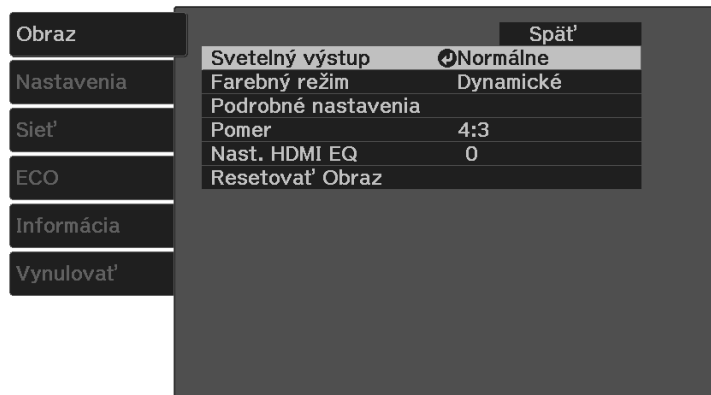 Obraz
Nastavenia
Sieť
ECO
Informácia
Vynulovať
Späť
Svetelný výstup Normálne
Farebný režim Dynamické
Podrobné nastavenia
Pomer 4:3
Nast. HDMI EQ 0
Resetovať Obraz